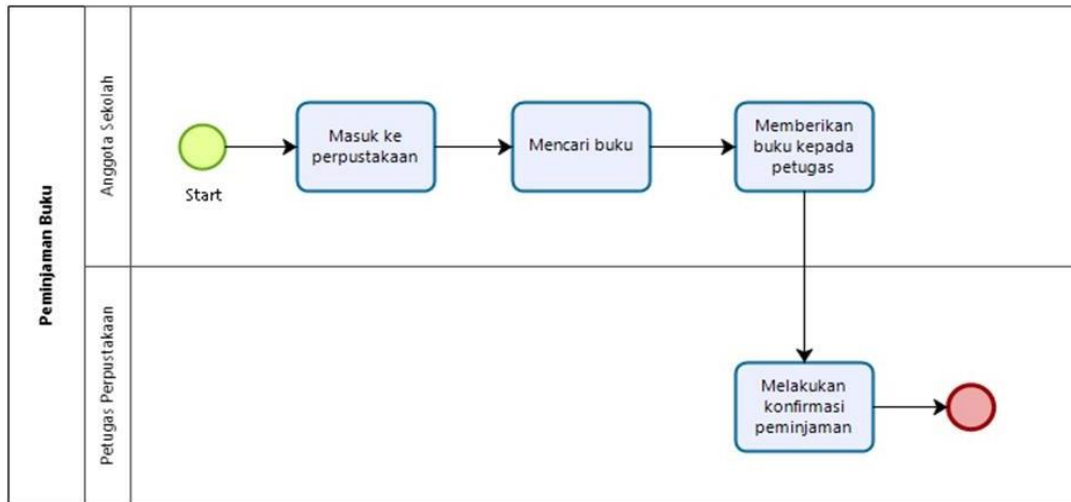 Peminjaman Buku
Anggota Sekolah
Start
Masuk ke
perpustakaan
Mencari buku
Memberikan
buku kepada
petugas
Petugas Perpustakaan
Melakukan
konfirmasi
peminjaman